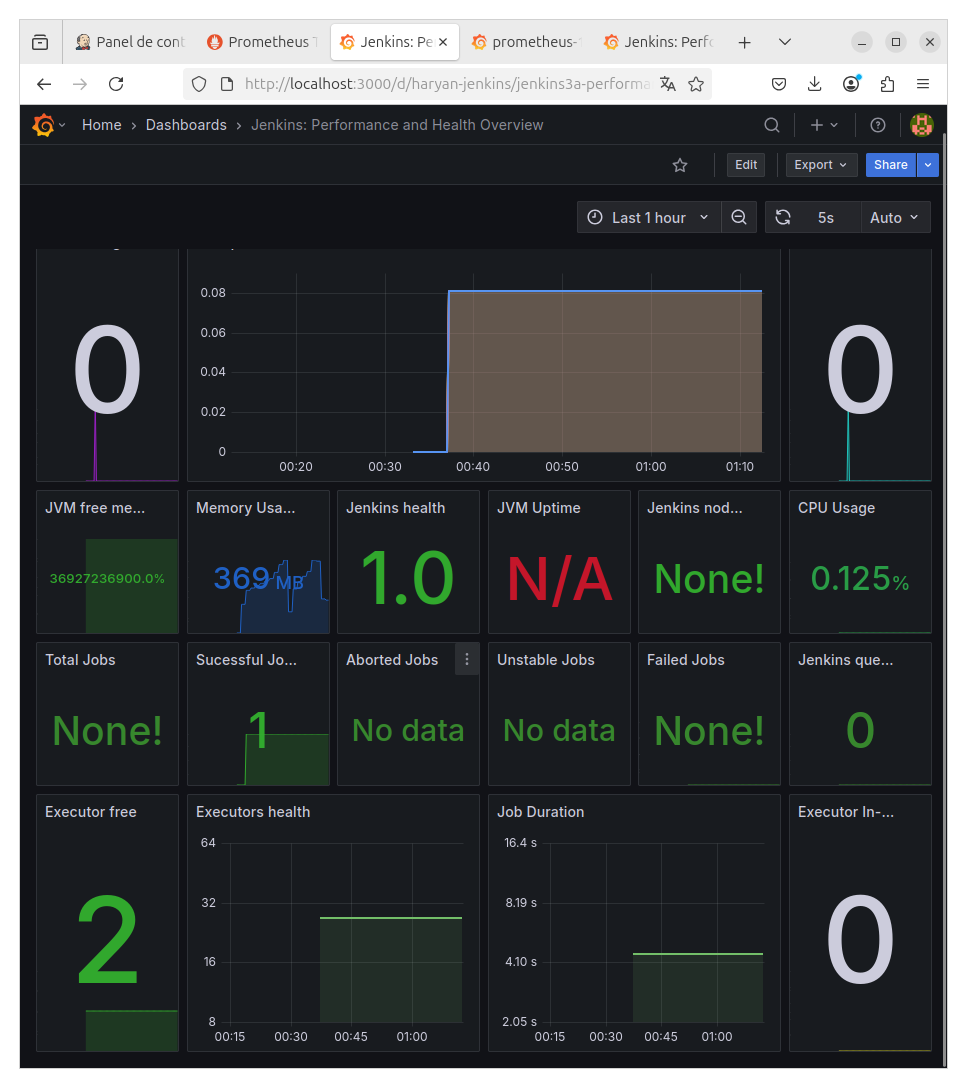 Panel de cont
Prometheus T
Jenkins: Pe
prometheus-1
Jenkins: Perfo
http://localhost:3000/d/haryan-jenkins/jenkins3a-performa
Home › Dashboards › Jenkins: Performance and Health Overview
Edit
Export
Share
Last 1 hour
5s
Auto
0
0.08
0.06
0.04
0.02
0
00:20 00:30 00:40 00:50 01:00 01:10
0
JVM free me...
36927236900.0%
Memory Usa...
369 MB
Jenkins health
1.0
JVM Uptime
N/A
Jenkins nod...
None!
CPU Usage
0.125%
Total Jobs
None!
Sucessful Jo...
1
Aborted Jobs
No data
Unstable Jobs
No data
Failed Jobs
None!
Jenkins que...
0
Executor free
2
Executors health
64
32
16
8
00:15 00:30 00:45 01:00
Job Duration
16.4 s
8.19 s
4.10 s
2.05 s
00:15 00:30 00:45 01:00
Executor In-...
0